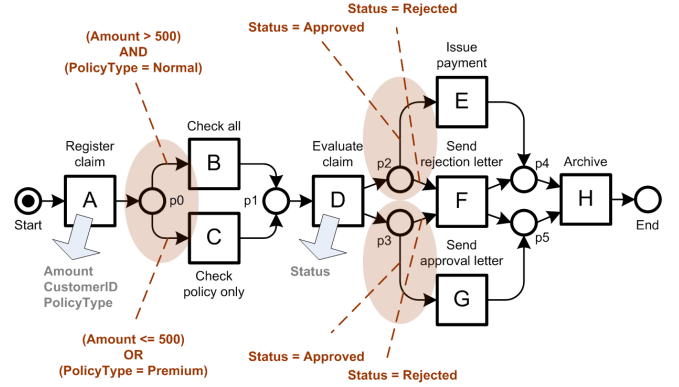 Status = Rejected
Status = Approved
(Amount > 500)
AND
(PolicyType = Normal)
Issue
payment
E
Check all
B
Register
claim
Evaluate
claim
Send
rejection letter
Archive
p2
p4
A
p0
p1
D
F
H
Start
End
C
p3
p5
Check
policy only
Send
approval letter
G
Amount
CustomerID
PolicyType
Status
(Amount <= 500)
OR
(PolicyType = Premium)
Status = Approved
Status = Rejected